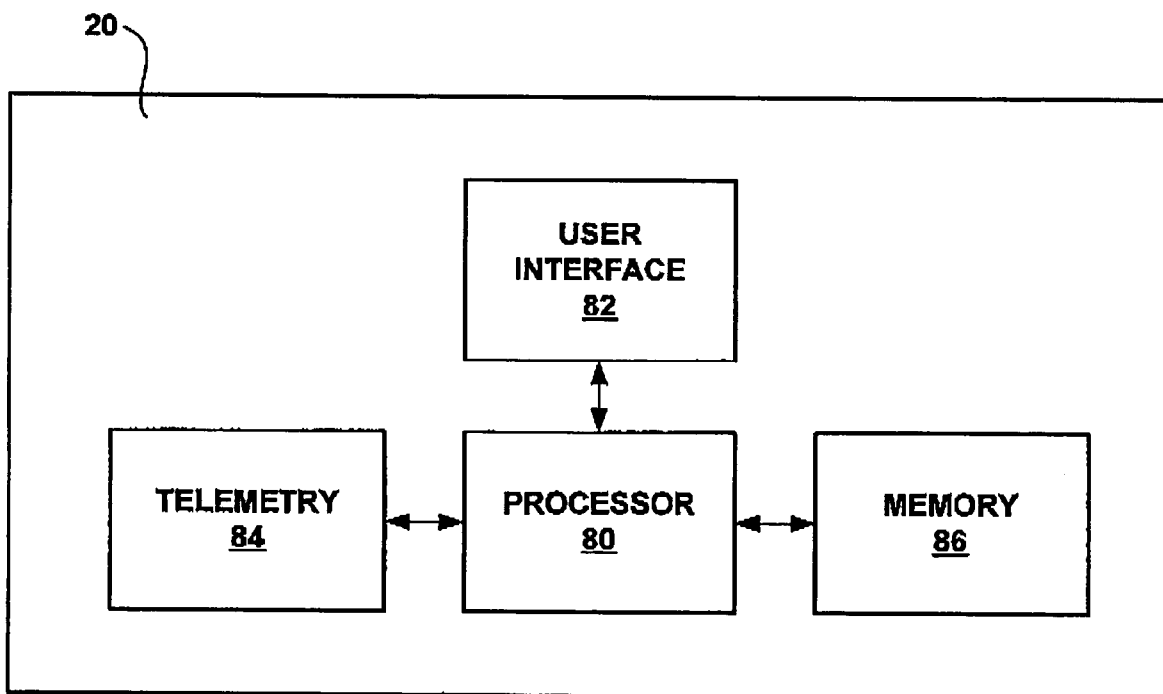 20
USER
INTERFACE
82
TELEMETRY
84
PROCESSOR
80
MEMORY
86